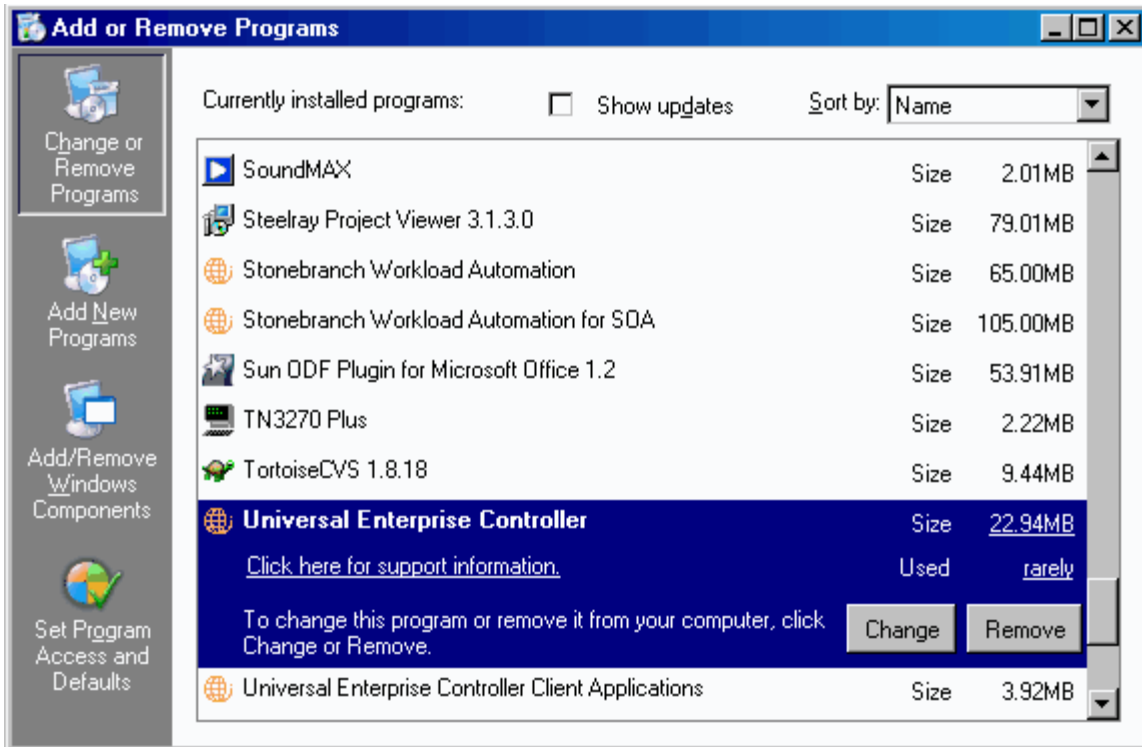 Add or Remove Programs
Change or
Remove
Programs
Add New
Programs
Add/Remove
Windows
Components
Set Program
Access and
Defaults
Currently installed programs: Show updates Sort by: Name
SoundMAX Size 2.01MB
Steelray Project Viewer 3.1.3.0 Size 79.01MB
Stonebranch Workload Automation Size 65.00MB
Stonebranch Workload Automation for SOA Size 105.00MB
Sun ODF Plugin for Microsoft Office 1.2 Size 53.91MB
TN3270 Plus Size 2.22MB
TortoiseCVS 1.8.18 Size 9.44MB
Universal Enterprise Controller Size 22.94MB
Click here for support information. Used rarely
To change this program or remove it from your computer, click
Change or Remove. Change Remove
Universal Enterprise Controller Client Applications Size 3.92MB